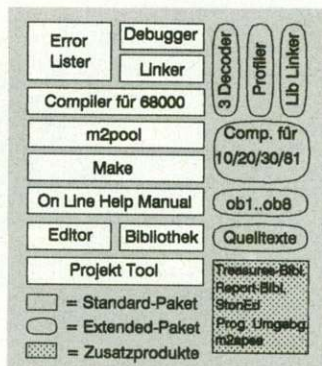 Error
Lister
Debugger
Linker
3 Decoder
Profiler
Lib Linker
Compiler für 68000
m2pool
Comp. für
10/20/30/81
Make
On Line Help Manual
ob1..ob8
Editor
Bibliothek
Quelltexte
Projekt Tool
Treasures-Bibl.
Report-Bibl.
StonEd
Prog. Umgebg.
m2apee
= Standard-Paket
= Extended-Paket
= Zusatzprodukte